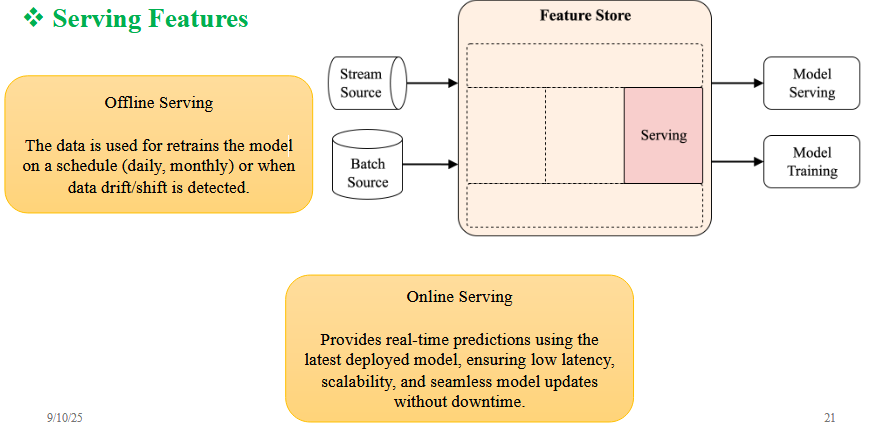 ❖ Serving Features
Feature Store
Stream
Source
Batch
Source
Serving
Model
Serving
Model
Training
Offline Serving
The data is used for retrains the model
on a schedule (daily, monthly) or when
data drift/shift is detected.
Online Serving
Provides real-time predictions using the
latest deployed model, ensuring low latency,
scalability, and seamless model updates
without downtime.
9/10/25
21